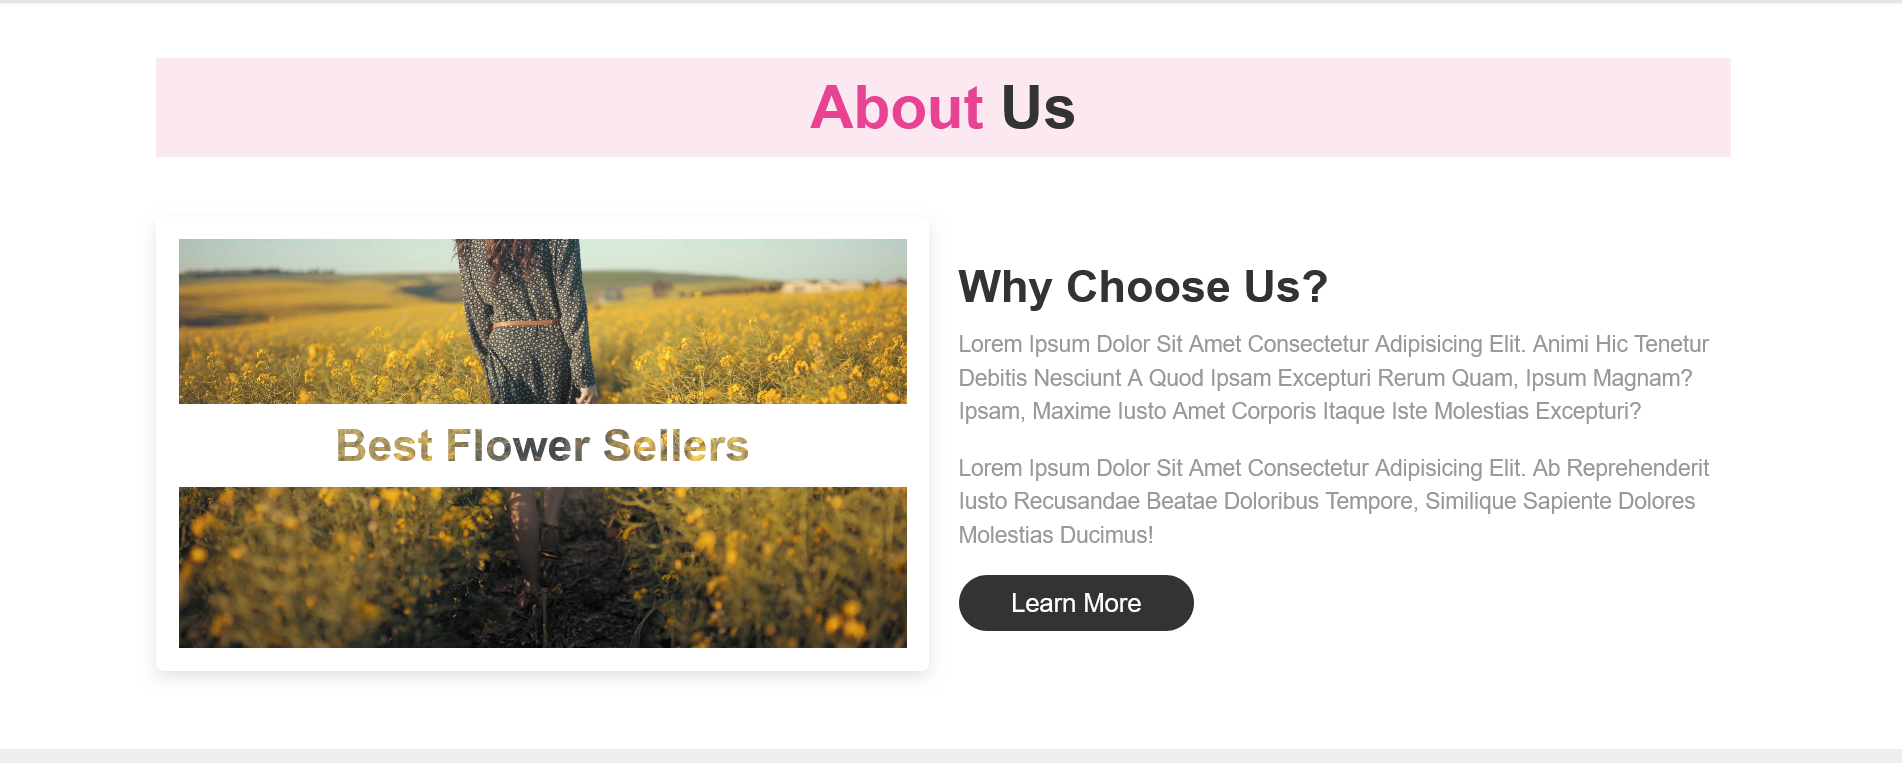 About Us
Best Flower Sellers
Why Choose Us?
Lorem Ipsum Dolor Sit Amet Consectetur Adipisicing Elit. Animi Hic Tenetur
Debitis Nesciunt A Quod Ipsam Excepturi Rerum Quam, Ipsum Magnam?
Ipsam, Maxime Iusto Amet Corporis Itaque Iste Molestias Excepturi?
Lorem Ipsum Dolor Sit Amet Consectetur Adipisicing Elit. Ab Reprehenderit
Iusto Recusandae Beatae Doloribus Tempore, Similique Sapiente Dolores
Molestias Ducimus!
Learn More